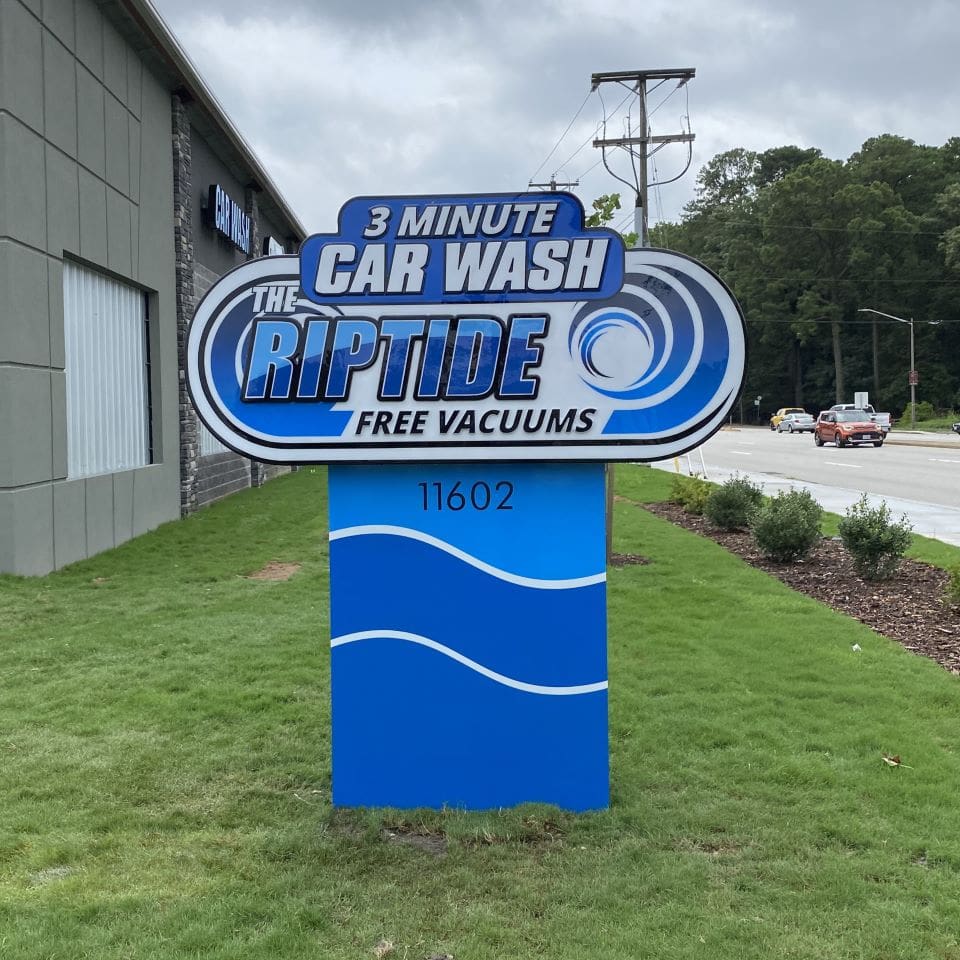 3 MINUTE
CAR WASH
THE
RIPTIDE
FREE VACUUMS
11602
CAR WASH